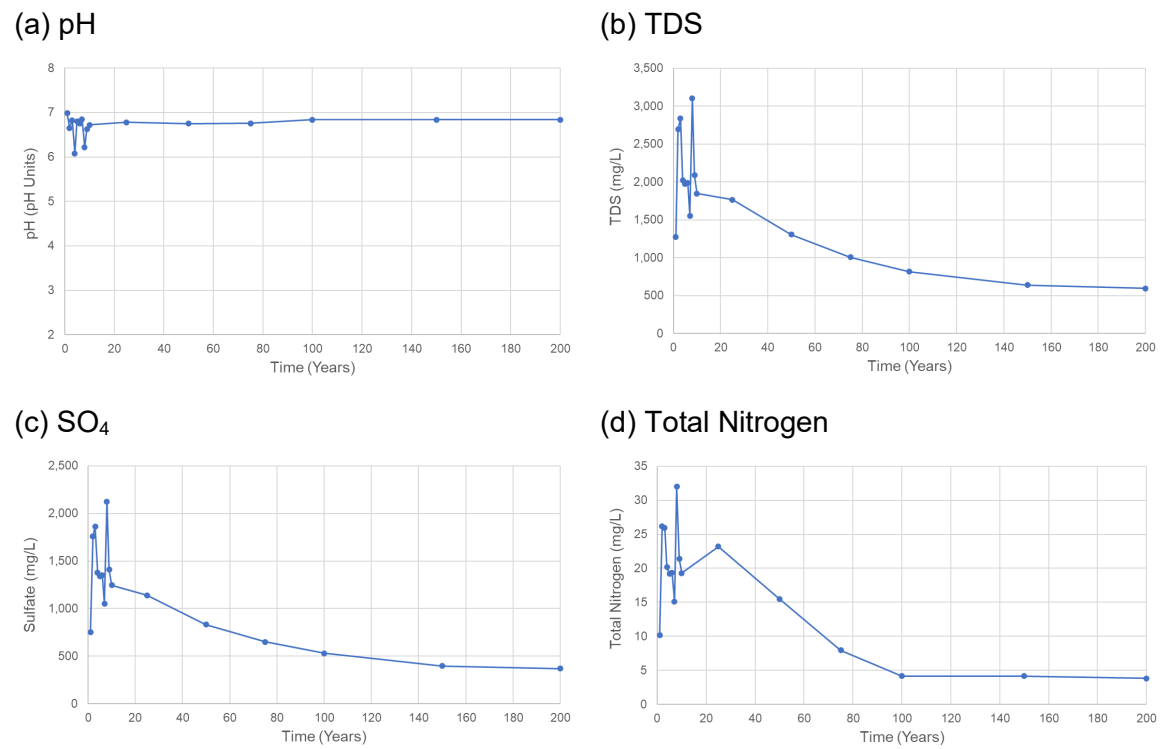 (a) pH
8
7
6
5
4
3
2
pH (pH Units)
0 20 40 60 80 100 120 140 160 180 200
Time (Years)
(b) TDS
3,500
3,000
2,500
2,000
1,500
1,000
500
0
TDS (mg/L)
0 20 40 60 80 100 120 140 160 180 200
Time (Years)
(c) SO₄
2,500
2,000
1,500
1,000
500
0
Sulfate (mg/L)
0 20 40 60 80 100 120 140 160 180 200
Time (Years)
(d) Total Nitrogen
35
30
25
20
15
10
5
0
Total Nitrogen (mg/L)
0 20 40 60 80 100 120 140 160 180 200
Time (Years)